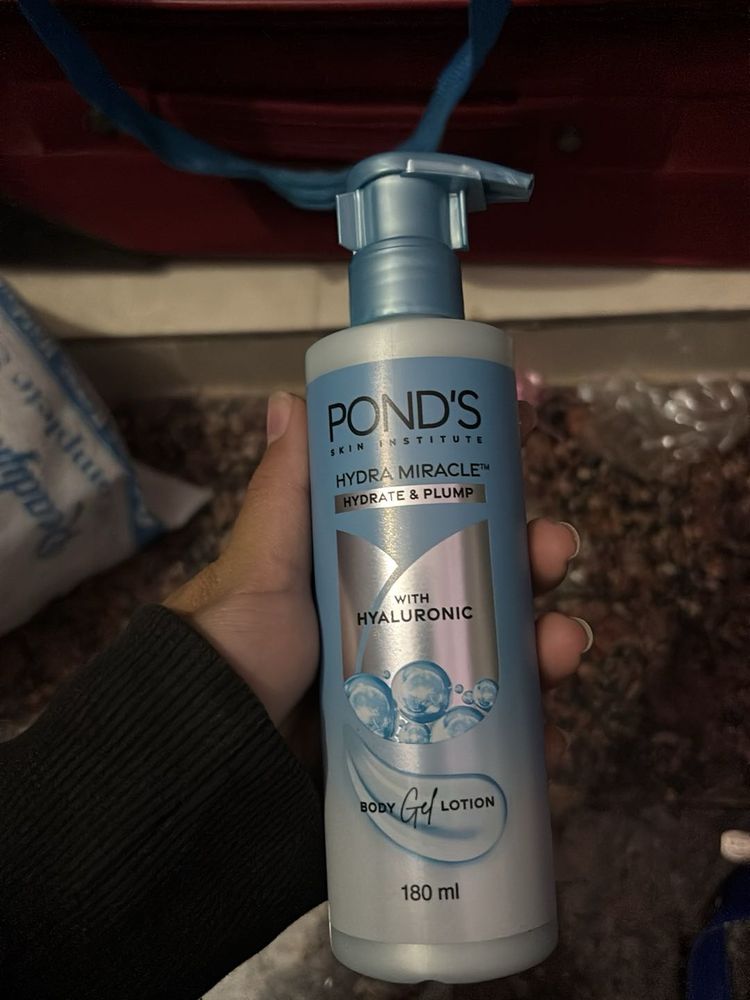 POND'S
SKIN INSTITUTE
HYDRA MIRACLE™
HYDRATE & PLUMP
WITH
HYALURONIC
BODY Gel LOTION
180 ml